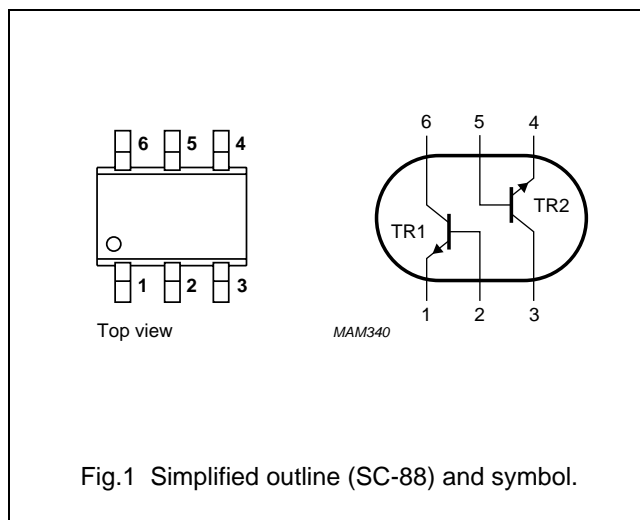 6 5 4
1 2 3
Top view
6 5 4
TR1 TR2
1 2 3
MAM340
Fig.1 Simplified outline (SC-88) and symbol.